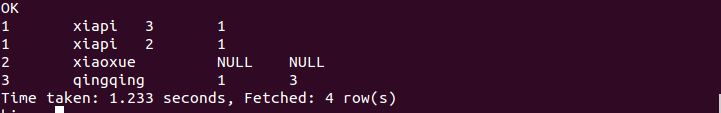 OK
1 xiapi 3 1
1 xiapi 2 1
2 xiaoxue NULL NULL
3 qingqing 1 3
Time taken: 1.233 seconds, Fetched: 4 row(s)